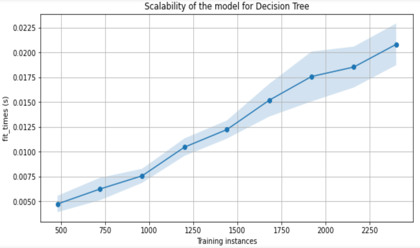 Scalability of the model for Decision Tree
0.0225
0.0200
0.0175
0.0150
0.0125
0.0100
0.0075
0.0050
fit_times (s)
500 750 1000 1250 1500 1750 2000 2250
Training instances